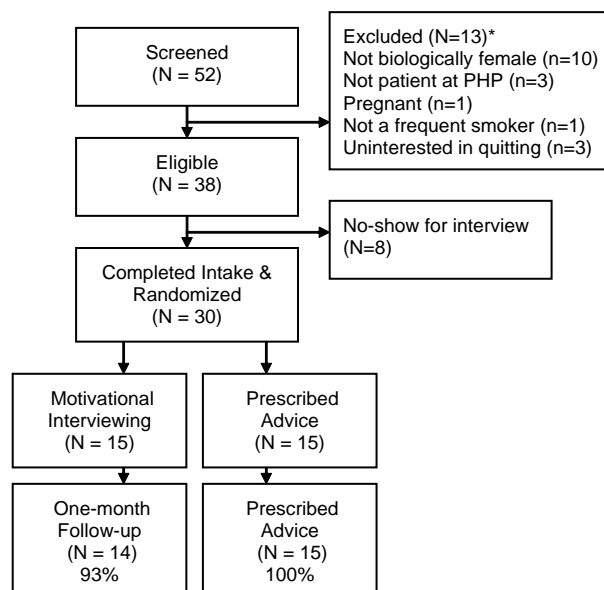 Screened
(N = 52)
Excluded (N=13)*
Not biologically female (n=10)
Not patient at PHP (n=3)
Pregnant (n=1)
Not a frequent smoker (n=1)
Uninterested in quitting (n=3)
Eligible
(N = 38)
No-show for interview
(N=8)
Completed Intake &
Randomized
(N = 30)
Motivational
Interviewing
(N = 15)
Prescribed
Advice
(N = 15)
One-month
Follow-up
(N = 14)
93%
Prescribed
Advice
(N = 15)
100%